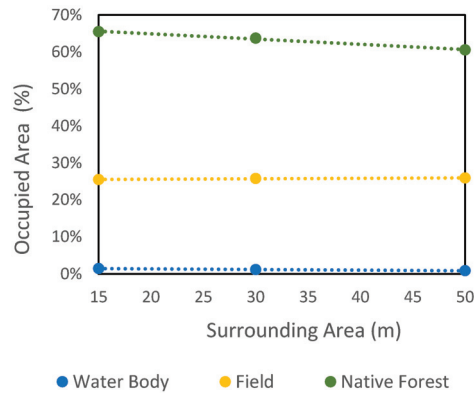 70%
60%
50%
40%
30%
20%
10%
0%
Occupied Area (%)
15 20 25 30 35 40 45 50
Surrounding Area (m)
Water Body Field Native Forest